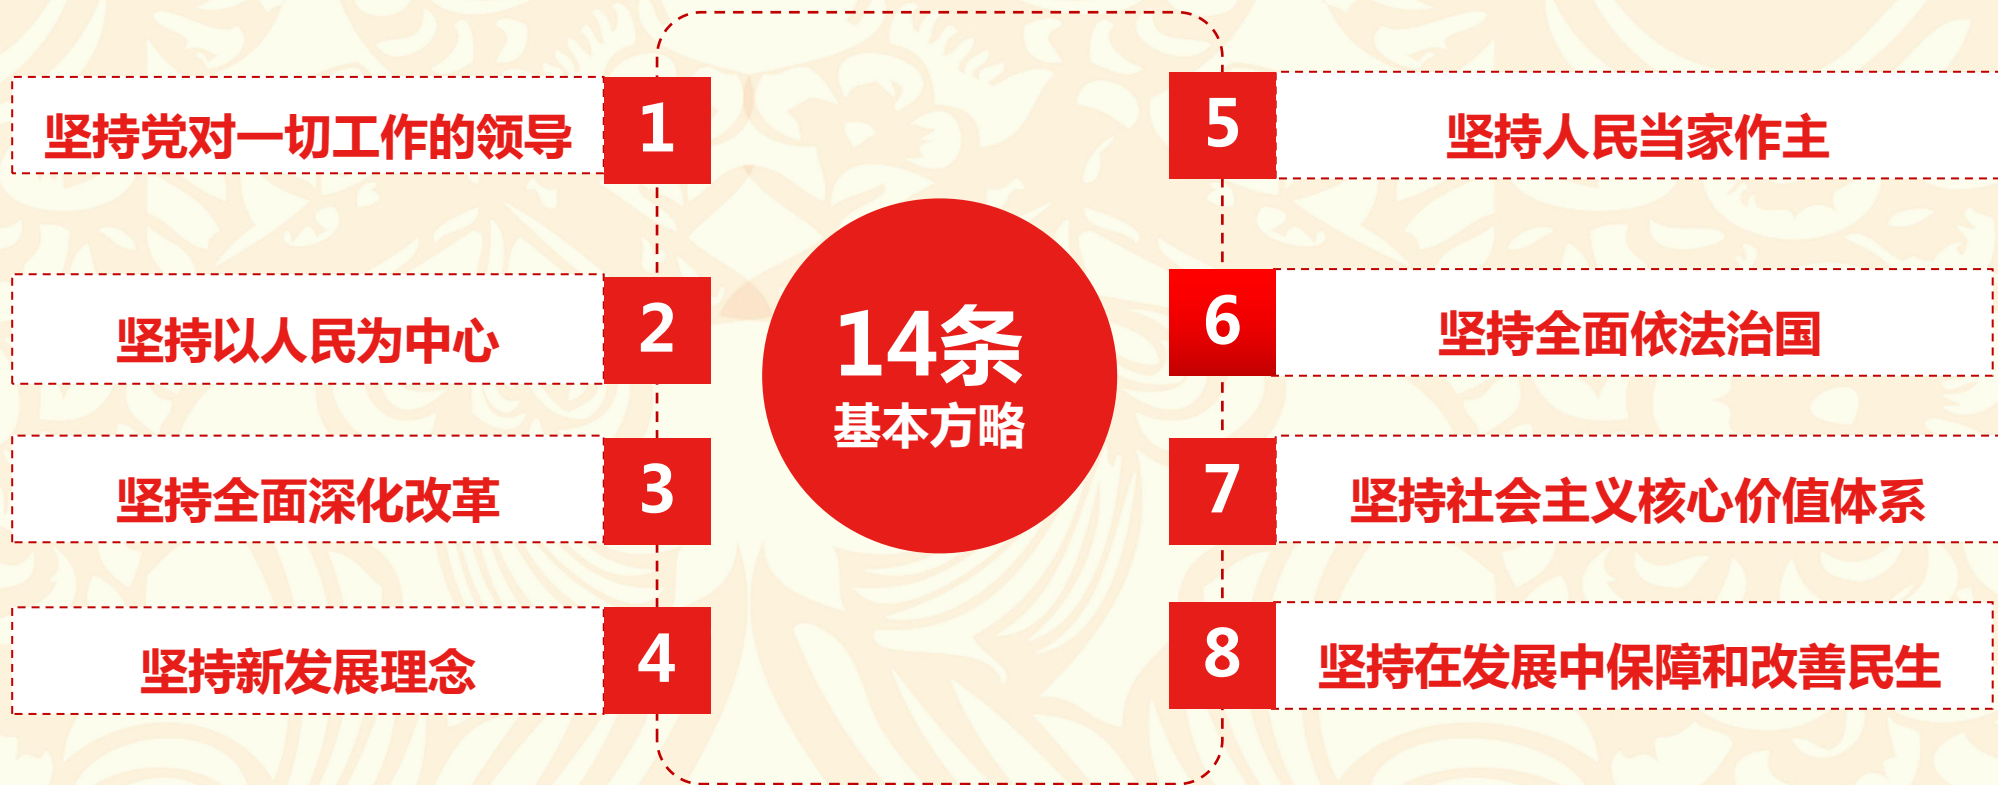 坚持党对一切工作的领导
1
坚持以人民为中心
2
坚持全面深化改革
3
坚持新发展理念
4
14条
基本方略
5
坚持人民当家作主
6
坚持全面依法治国
7
坚持社会主义核心价值体系
8
坚持在发展中保障和改善民生